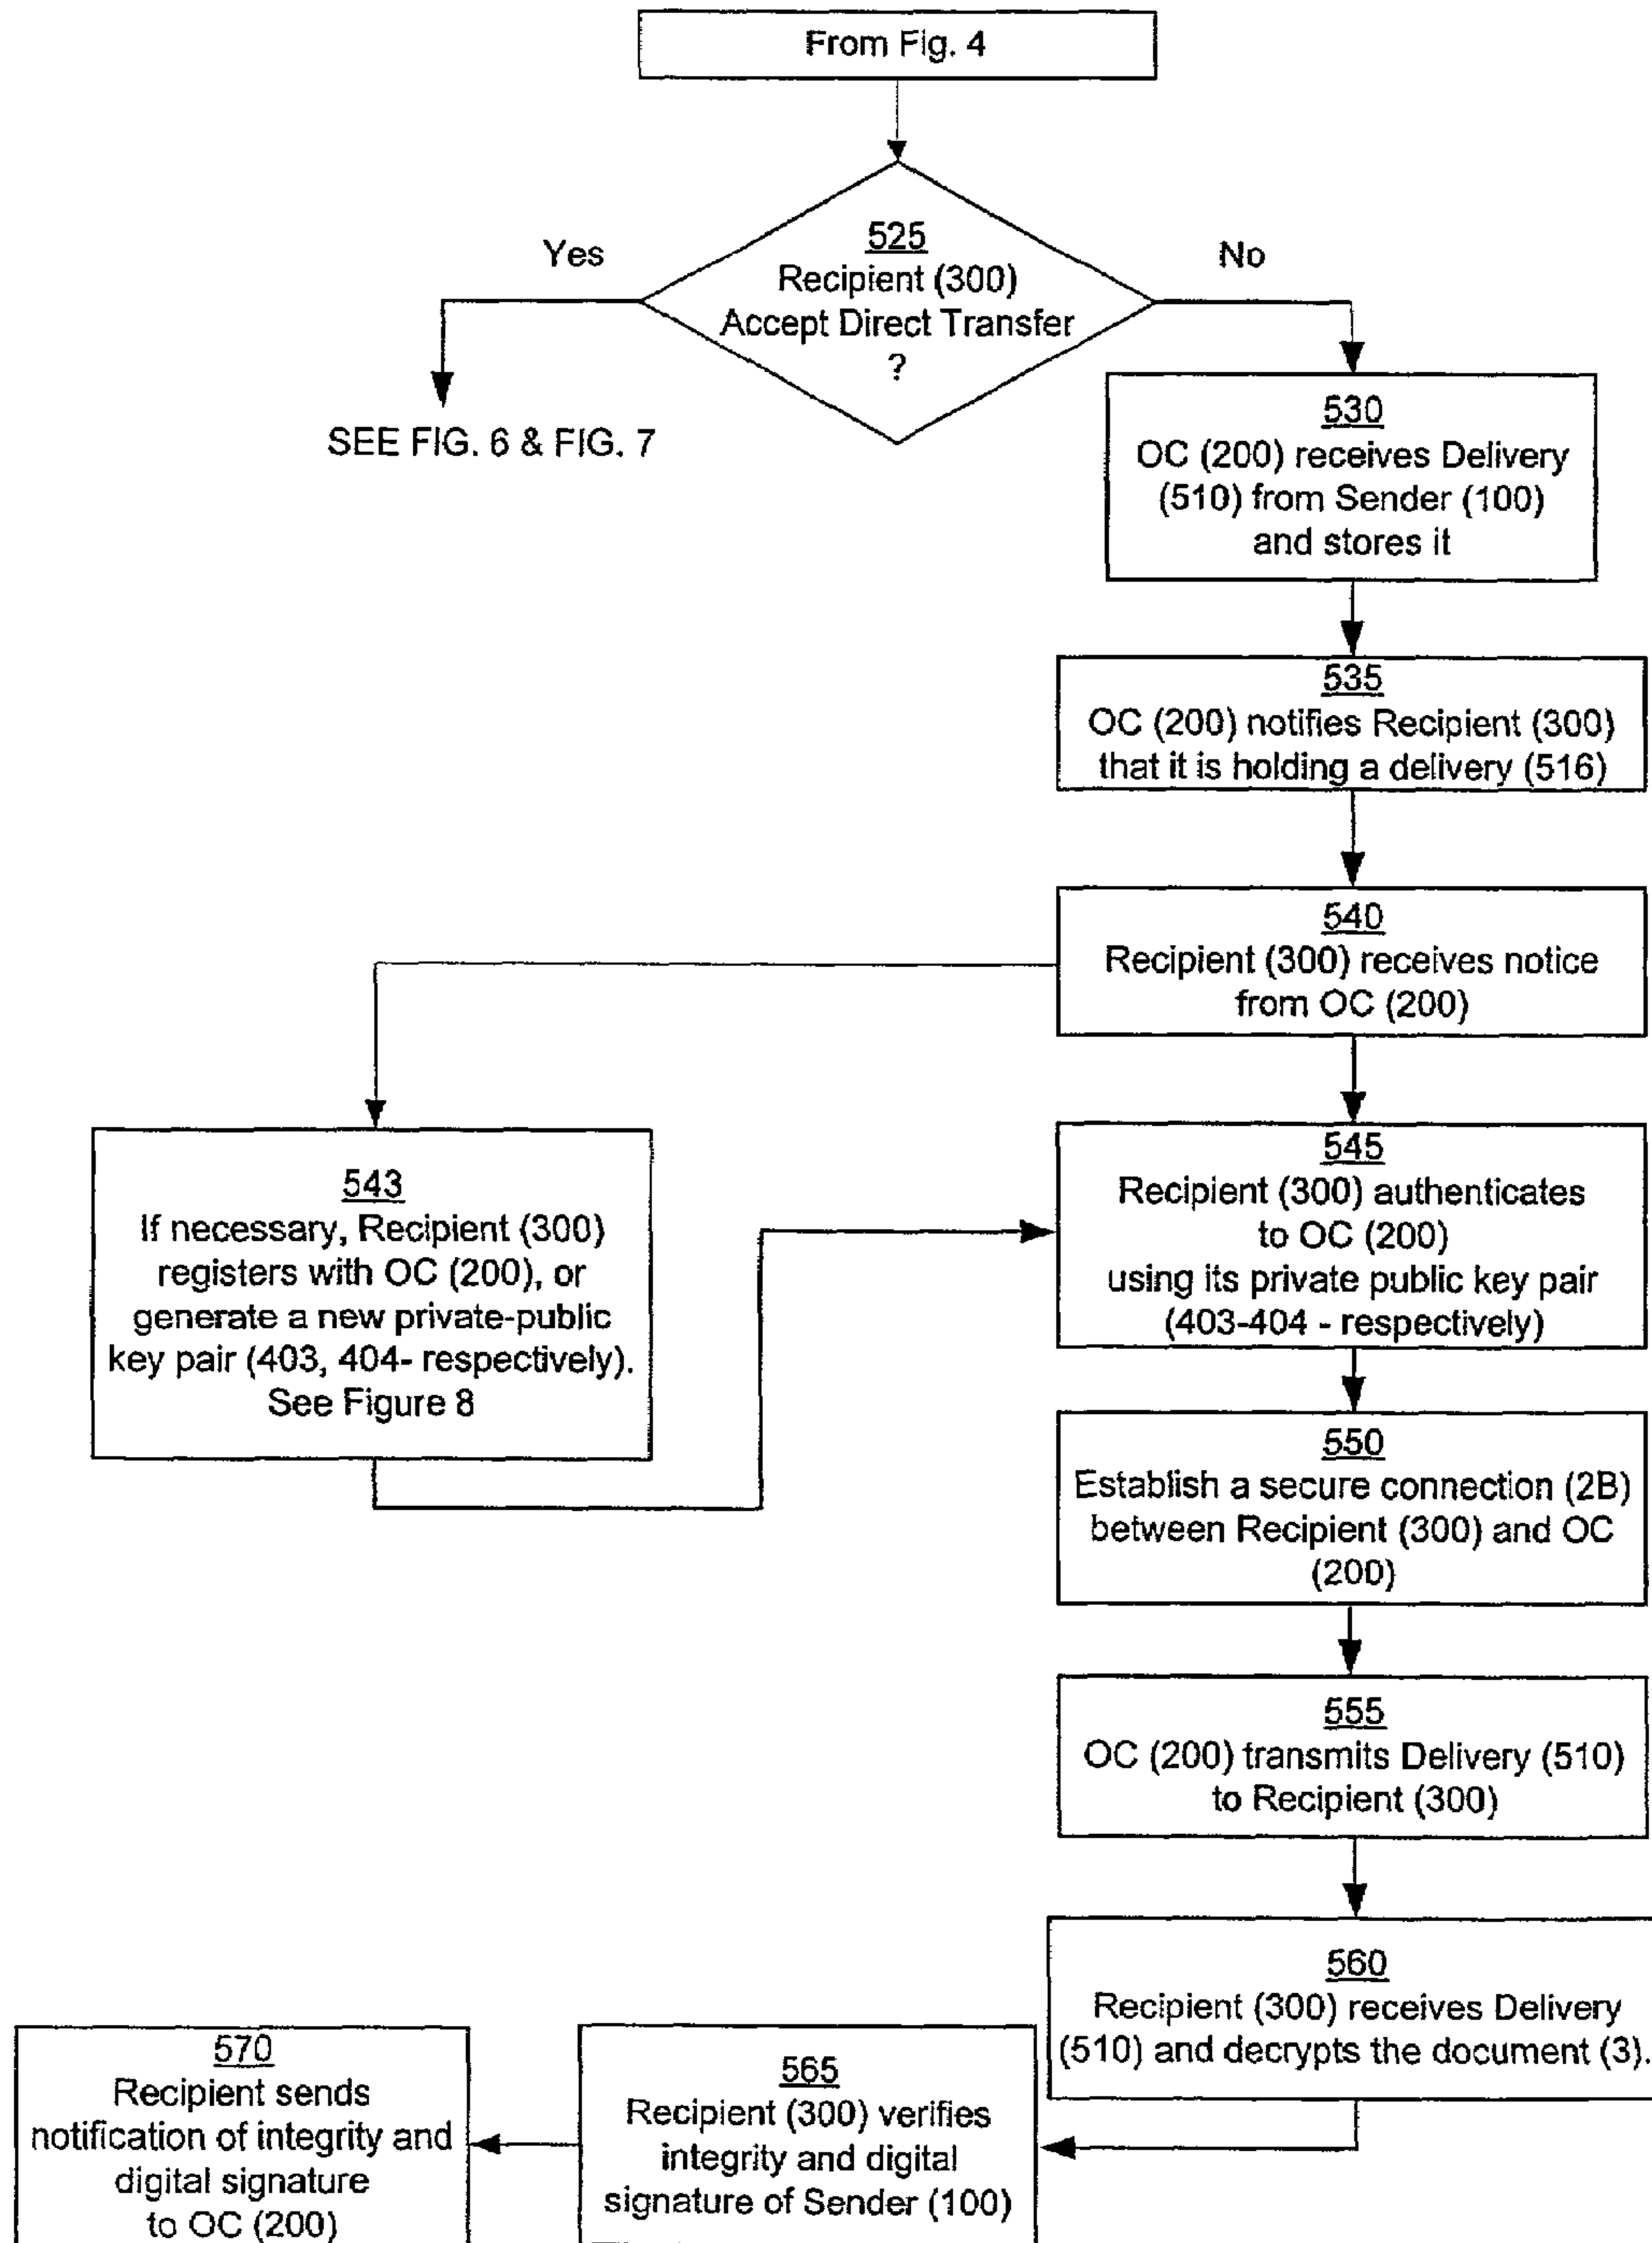 From Fig. 4
Yes
525
Recipient (300)
Accept Direct Transfer
?
No
SEE FIG. 6 & FIG. 7
530
OC (200) receives Delivery
(510) from Sender (100)
and stores it
535
OC (200) notifies Recipient (300)
that it is holding a delivery (516)
540
Recipient (300) receives notice
from OC (200)
543
If necessary, Recipient (300)
registers with OC (200), or
generate a new private-public
key pair (403, 404- respectively).
See Figure 8
545
Recipient (300) authenticates
to OC (200)
using its private public key pair
(403-404 - respectively)
550
Establish a secure connection (2B)
between Recipient (300) and OC
(200)
555
OC (200) transmits Delivery (510)
to Recipient (300)
560
Recipient (300) receives Delivery
(510) and decrypts the document (3).
565
Recipient (300) verifies
integrity and digital
signature of Sender (100)
570
Recipient sends
notification of integrity and
digital signature
to OC (200)